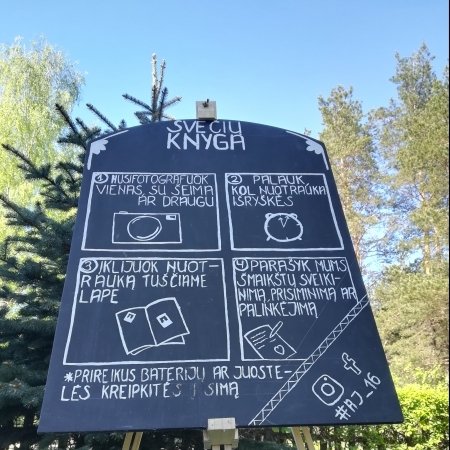 SVEČIŲ
KNYGA
1 NUSIFOTOGRAFUOK
VIENAS, SU ŠEIMA
AR DRAUGU
2 PALAUK,
KOL NUOTRAUKA
IŠRYŠKĖS
3 ĮKLIJUOK NUOT-
RAUKĄ TUŠČIAME
LAPE
4 PARAŠYK MUMS
ŠMAIKŠTŲ SVEIKI-
NIMĄ, PRISIMINIMĄ AR
PALINKĖJIMĄ
*PRIREIKUS BATERIJŲ AR JUOSTE-
LĖS KREIPKITĖS Į SIMĄ
#AJ_16